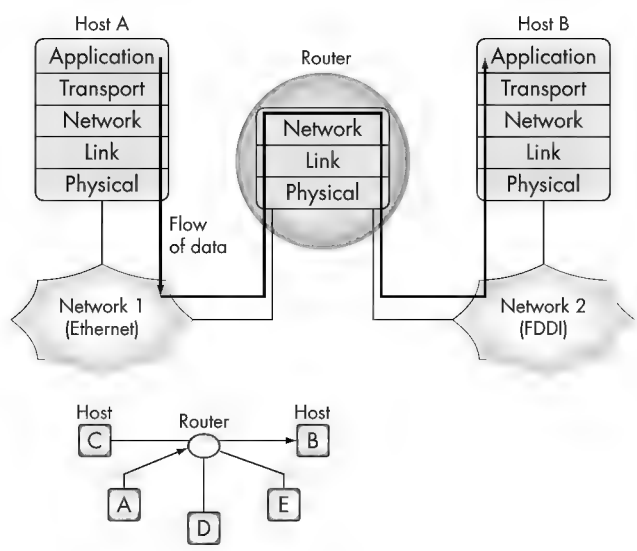 Host A
Application
Transport
Network
Link
Physical
Flow
of data
Network 1
(Ethernet)
Router
Network
Link
Physical
Host B
Application
Transport
Network
Link
Physical
Network 2
(FDDI)
Host
C
Router
Host
B
A
D
E